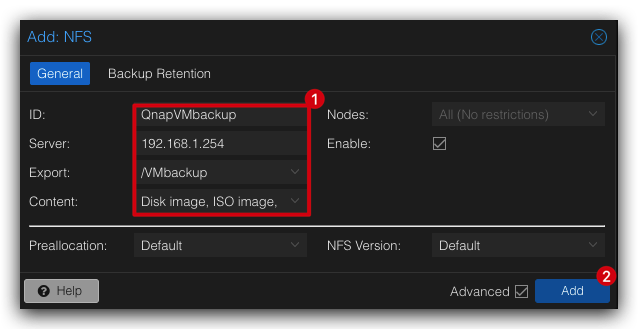 Add: NFS
General Backup Retention
1
ID: QnapVMbackup Nodes: All (No restrictions)
Server: 192.168.1.254 Enable:
Export: /VMbackup
Content: Disk image, ISO image,
Preallocation: Default NFS Version: Default
2
? Help Advanced Add